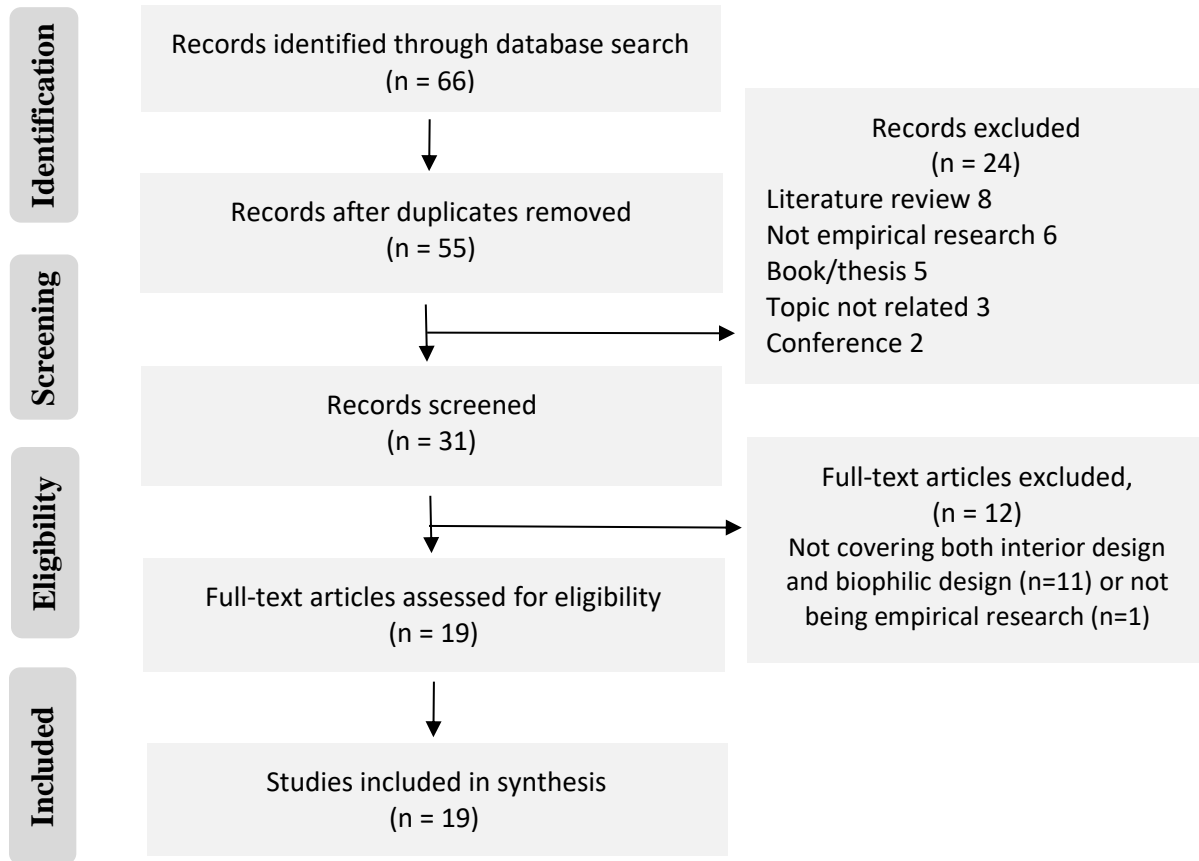 Identification
Records identified through database search
(n = 66)
Records after duplicates removed
(n = 55)
Records excluded
(n = 24)
Literature review 8
Not empirical research 6
Book/thesis 5
Topic not related 3
Conference 2
Screening
Records screened
(n = 31)
Eligibility
Full-text articles excluded,
(n = 12)
Not covering both interior design
and biophilic design (n=11) or not
being empirical research (n=1)
Full-text articles assessed for eligibility
(n = 19)
Included
Studies included in synthesis
(n = 19)